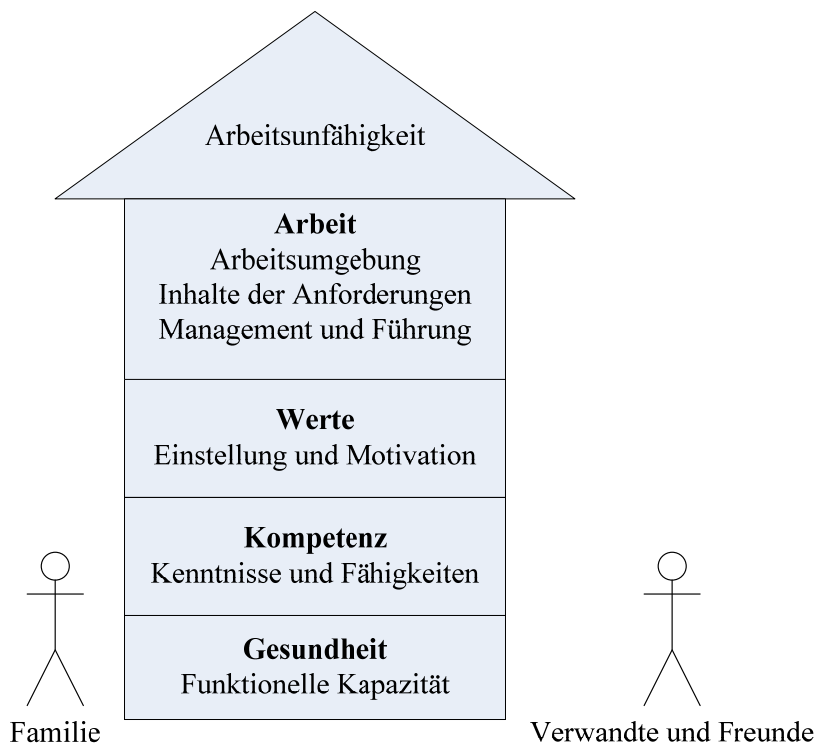 Arbeitsunfähigkeit
Arbeit
Arbeitsumgebung
Inhalte der Anforderungen
Management und Führung
Werte
Einstellung und Motivation
Kompetenz
Kenntnisse und Fähigkeiten
Gesundheit
Funktionelle Kapazität
Familie
Verwandte und Freunde